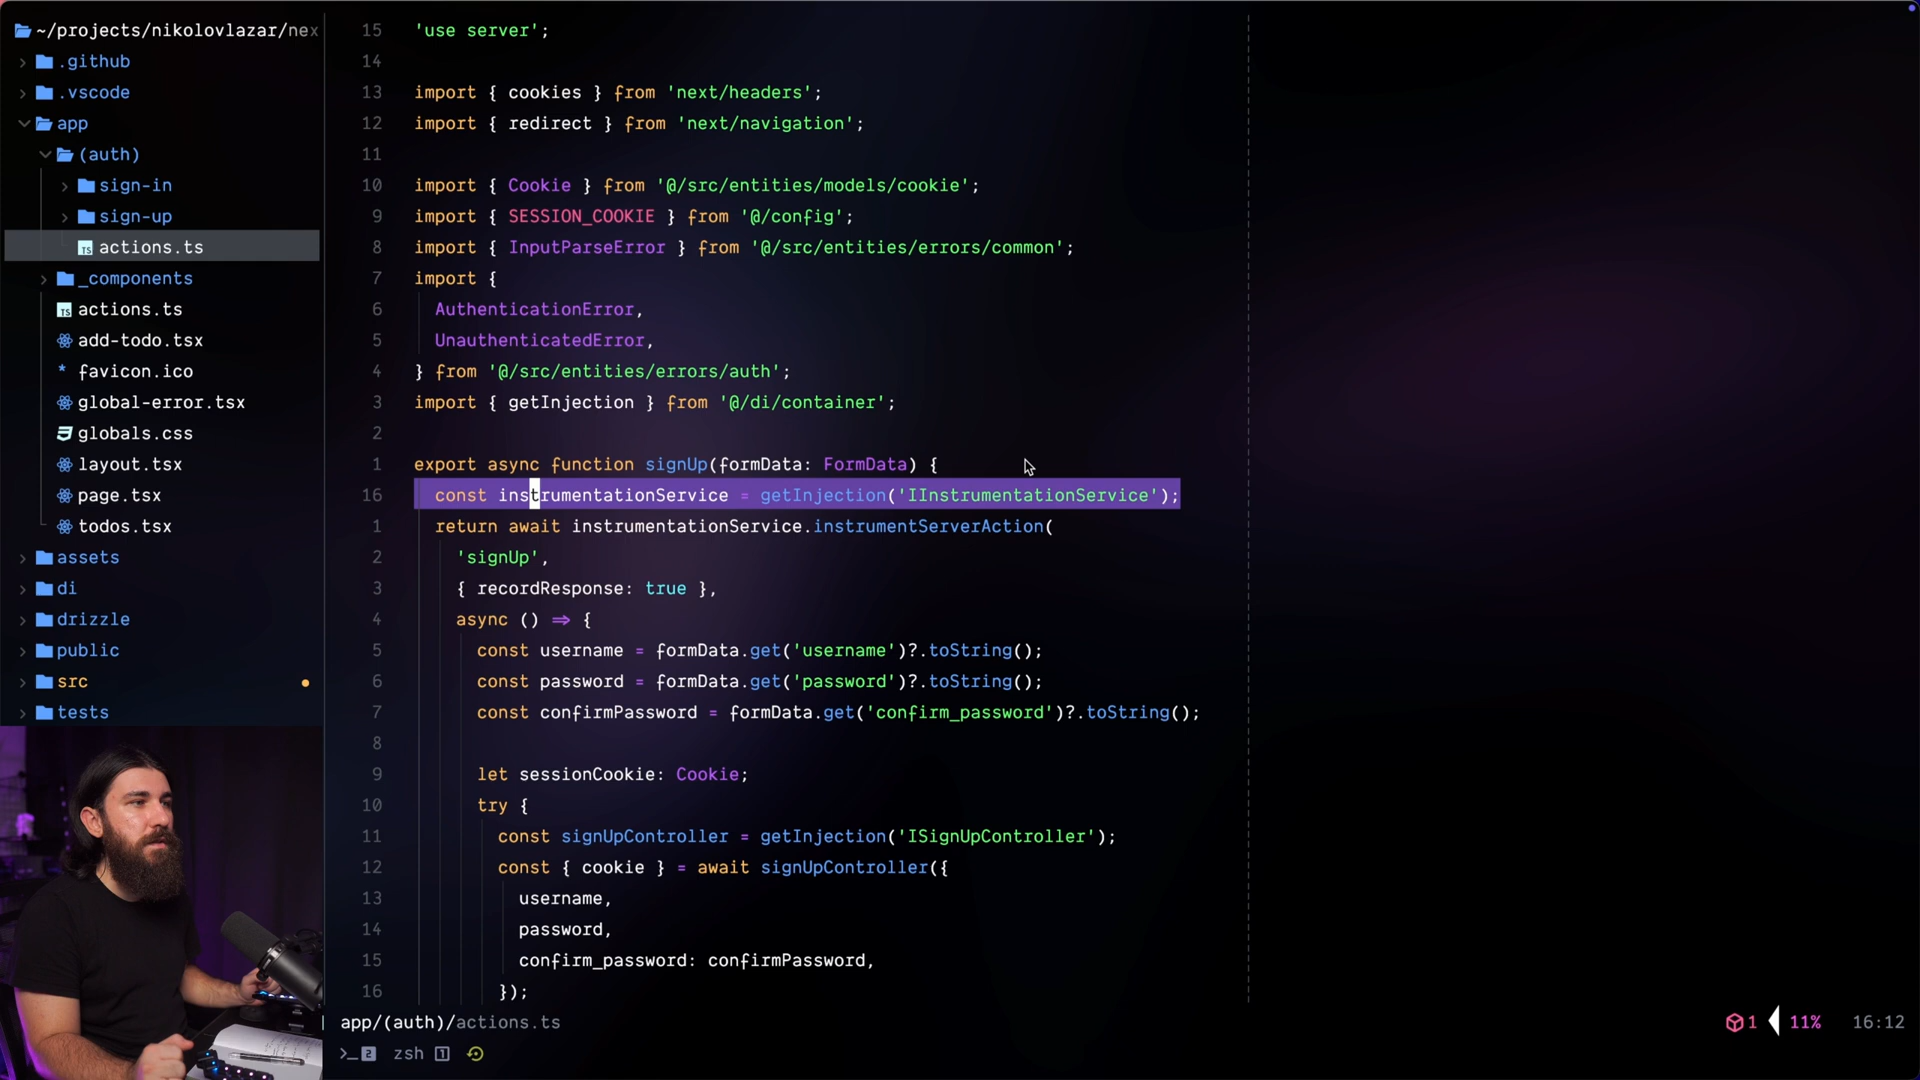 ~/projects/nikolovlazar/nex
.github
.vscode
app
(auth)
sign-in
sign-up
TS actions.ts
_components
TS actions.ts
add-todo.tsx
* favicon.ico
global-error.tsx
globals.css
layout.tsx
page.tsx
todos.tsx
assets
di
drizzle
public
src
tests
15 'use server';
14
13 import { cookies } from 'next/headers';
12 import { redirect } from 'next/navigation';
11
10 import { Cookie } from '@/src/entities/models/cookie';
9 import { SESSION_COOKIE } from '@/config';
8 import { InputParseError } from '@/src/entities/errors/common';
7 import {
6 AuthenticationError,
5 UnauthenticatedError,
4 } from '@/src/entities/errors/auth';
3 import { getInjection } from '@/di/container';
2
1 export async function signUp(formData: FormData) {
16 const instrumentationService = getInjection('IInstrumentationService');
1 return await instrumentationService.instrumentServerAction(
2 'signUp',
3 { recordResponse: true },
4 async () ⇒ {
5 const username = formData.get('username')?.toString();
6 const password = formData.get('password')?.toString();
7 const confirmPassword = formData.get('confirm_password')?.toString();
8
9 let sessionCookie: Cookie;
10 try {
11 const signUpController = getInjection('ISignUpController');
12 const { cookie } = await signUpController({
13 username,
14 password,
15 confirm_password: confirmPassword,
16 });
app/(auth)/actions.ts
1 11% 16:12
>_ 2 zsh 1